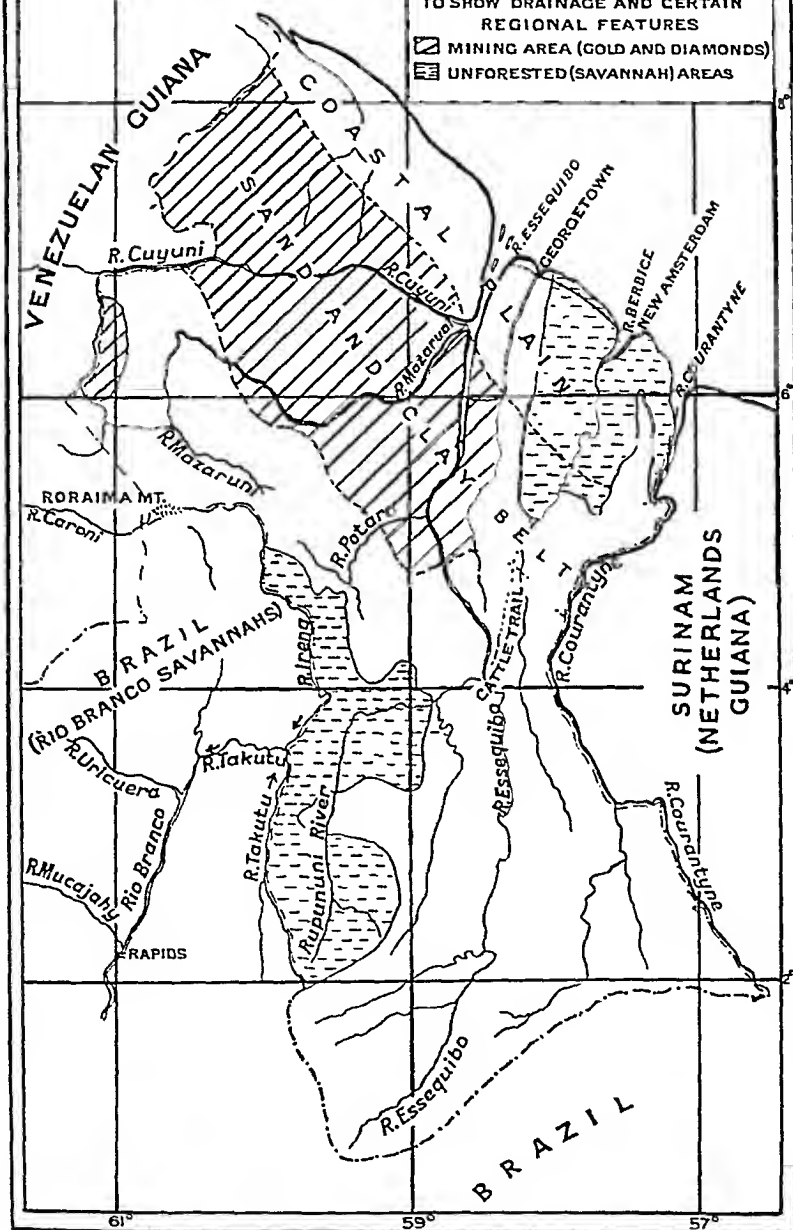 TO SHOW DRAINAGE AND CERTAIN
REGIONAL FEATURES
MINING AREA (GOLD AND DIAMONDS)
UNFORESTED (SAVANNAH) AREAS
8°
VENEZUELAN GUIANA
COASTAL PLAIN
SAND AND CLAY BELT
R. ESSEQUIBO
GEORGETOWN
R. BERBICE
NEW AMSTERDAM
R. COURANTYNE
R. Cuyuni
R. Cuyuni
R. Mazaruni
6°
R. Mazaruni
RORAIMA MT.
R. Caroni
R. Potaro
BRAZIL
(RIO BRANCO SAVANNAHS)
R. Ireng
CATTLE TRAIL
R. Courantyn
SURINAM
(NETHERLANDS
GUIANA)
4°
R. Takutu
R. Uricuera
R. Essequibo
R. Takutu
Rupununi River
R. Courantyne
R. Mucajahy
Rio Branco
RAPIDS
2°
R. Essequibo
BRAZIL
61°
59°
57°